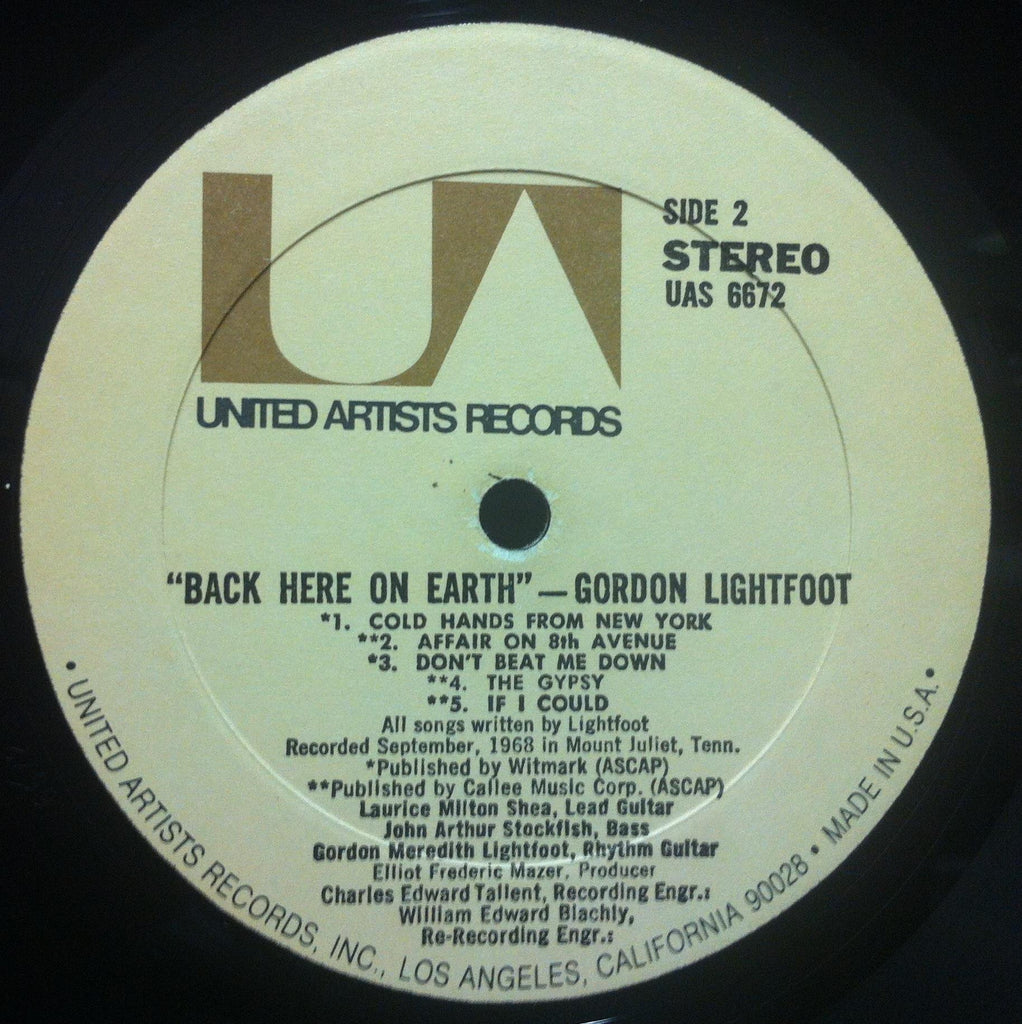 UA
SIDE 2
STEREO
UAS 6672
UNITED ARTISTS RECORDS
"BACK HERE ON EARTH" — GORDON LIGHTFOOT
*1. COLD HANDS FROM NEW YORK
**2. AFFAIR ON 8th AVENUE
*3. DON'T BEAT ME DOWN
**4. THE GYPSY
**5. IF I COULD
All songs written by Lightfoot
Recorded September, 1968 in Mount Juliet, Tenn.
*Published by Witmark (ASCAP)
**Published by Callee Music Corp. (ASCAP)
Laurice Milton Shea, Lead Guitar
John Arthur Stockfish, Bass
Gordon Meredith Lightfoot, Rhythm Guitar
Elliot Frederic Mazer, Producer
Charles Edward Tallent, Recording Engr.:
William Edward Blachly,
Re-Recording Engr.:
• UNITED ARTISTS RECORDS, INC., LOS ANGELES, CALIFORNIA 90028 • MADE IN U.S.A. •